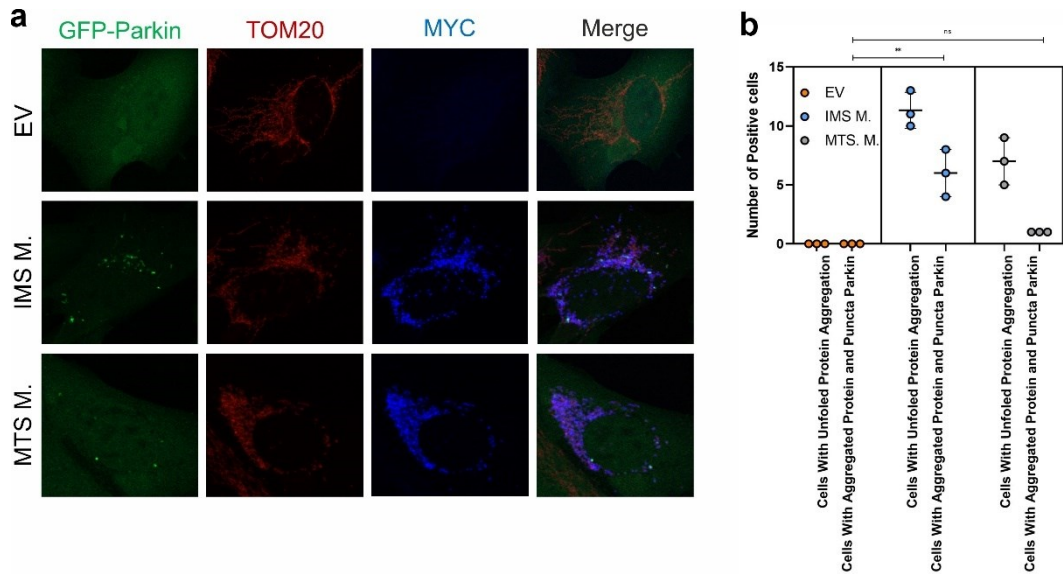 a
GFP-Parkin TOM20 MYC Merge
EV
IMS M.
MTS M.
b
ns
**
Number of Positive cells
15
10
5
0
EV
IMS M.
MTS. M.
Cells With Unfoled Protein Aggregation
Cells With Aggregated Protein and Puncta Parkin
Cells With Unfoled Protein Aggregation
Cells With Aggregated Protein and Puncta Parkin
Cells With Unfoled Protein Aggregation
Cells With Aggregated Protein and Puncta Parkin